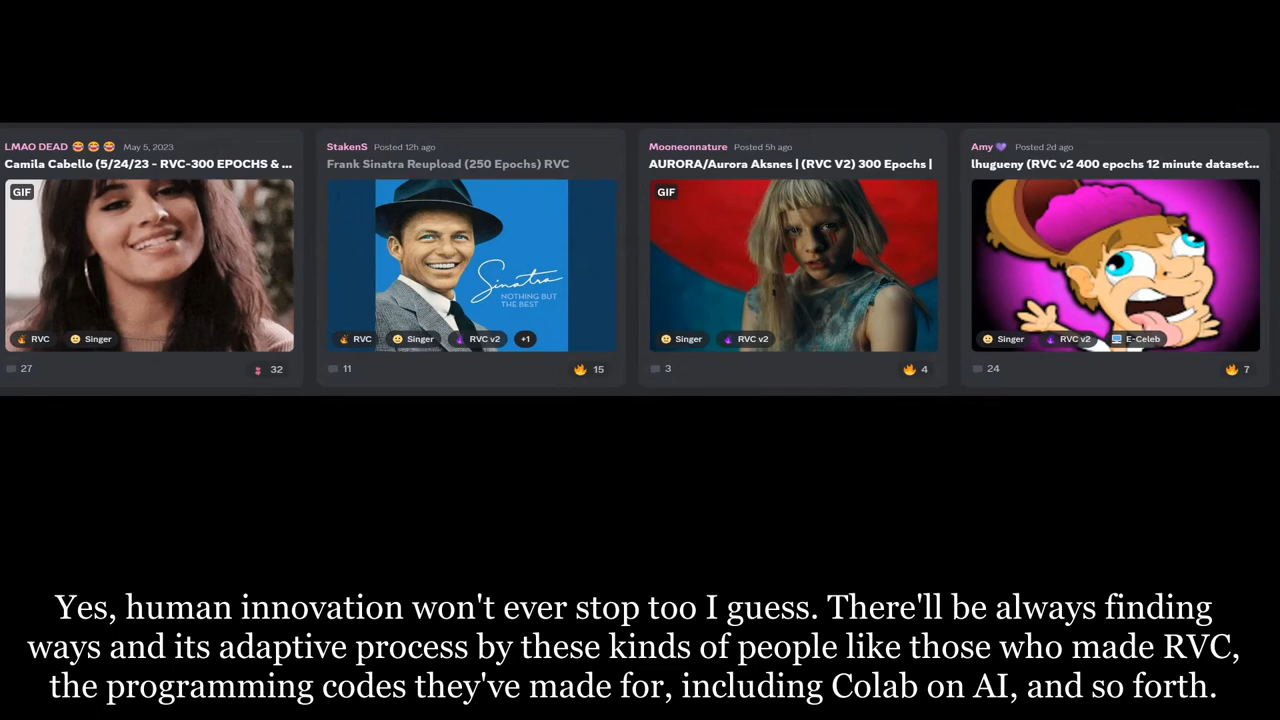 LMAO DEAD 😂 😂 😂 May 5, 2023
Camila Cabello (5/24/23 - RVC-300 EPOCHS & ...
GIF
RVC Singer
27 32
StakenS Posted 12h ago
Frank Sinatra Reupload (250 Epochs) RVC
Sinatra
NOTHING BUT
THE BEST
RVC Singer RVC v2 +1
11 🔥 15
Mooneonnature Posted 5h ago
AURORA/Aurora Aksnes | (RVC V2) 300 Epochs |
GIF
Singer RVC v2
3 🔥 4
Amy 💜 Posted 2d ago
lhugueny (RVC v2 400 epochs 12 minute dataset...
Singer RVC v2 E-Celeb
24 🔥 7
Yes, human innovation won't ever stop too I guess. There'll be always finding
ways and its adaptive process by these kinds of people like those who made RVC,
the programming codes they've made for, including Colab on AI, and so forth.